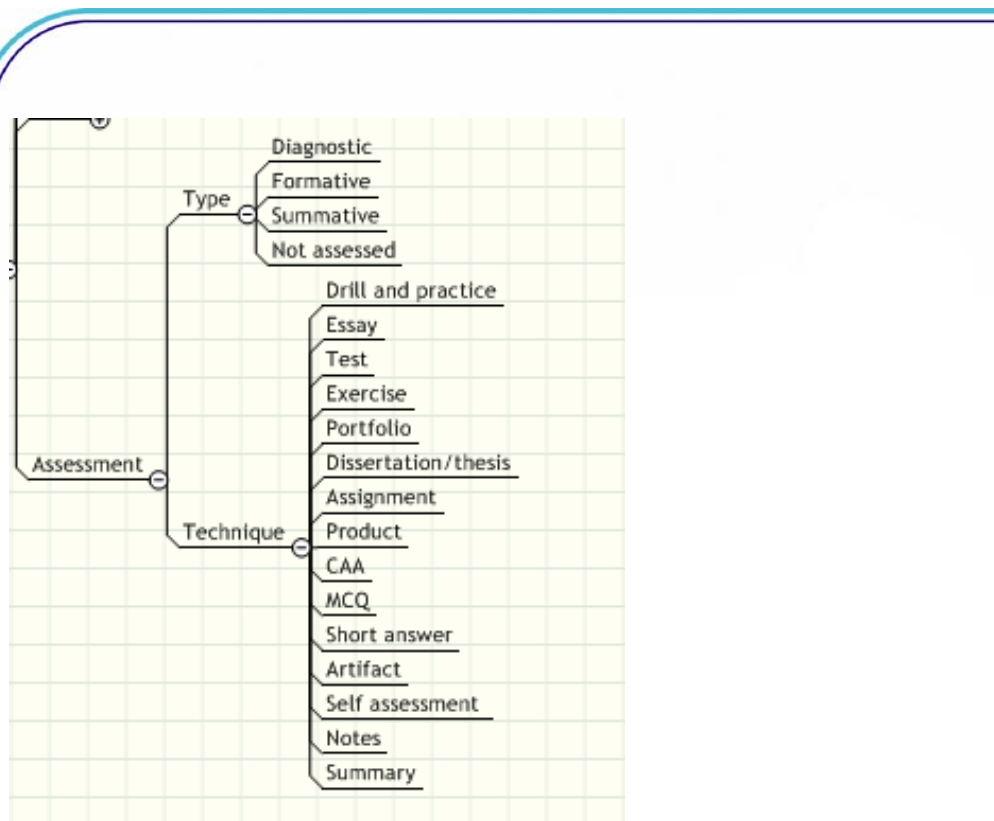 Diagnostic
Formative
Type
Summative
Not assessed
Drill and practice
Essay
Test
Exercise
Portfolio
Dissertation/thesis
Assessment
Assignment
Technique
Product
CAA
MCQ
Short answer
Artifact
Self assessment
Notes
Summary